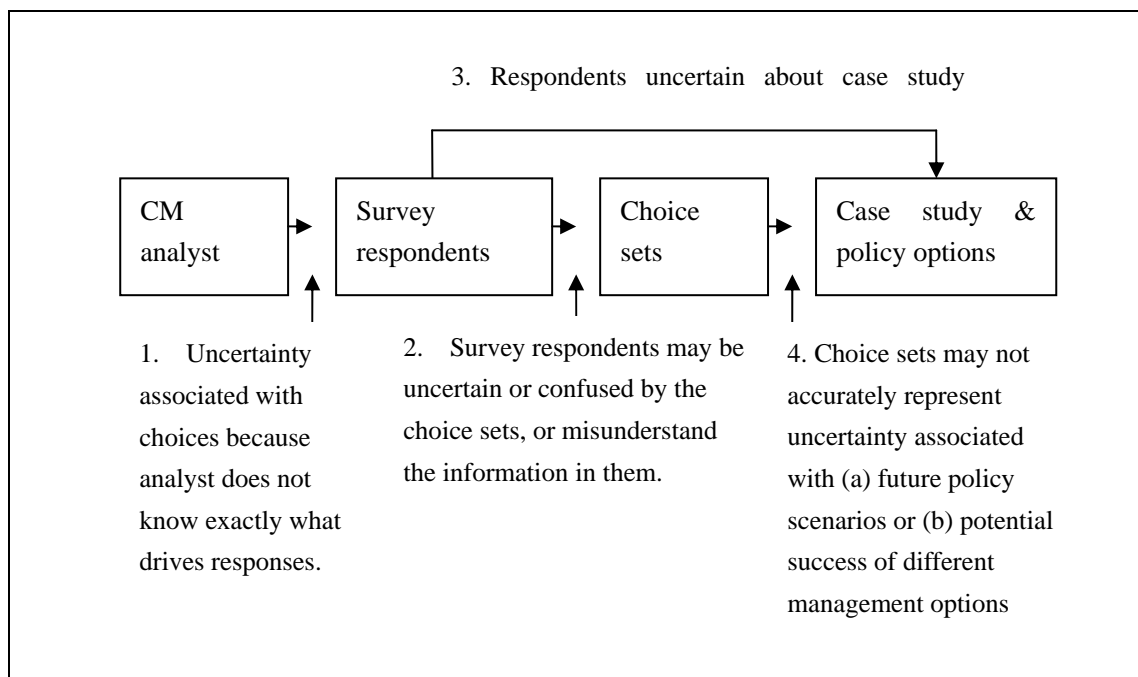 3. Respondents uncertain about case study
CM
analyst
Survey
respondents
Choice
sets
Case study &
policy options
1. Uncertainty
associated with
choices because
analyst does not
know exactly what
drives responses.
2. Survey respondents may be
uncertain or confused by the
choice sets, or misunderstand
the information in them.
4. Choice sets may not
accurately represent
uncertainty associated
with (a) future policy
scenarios or (b) potential
success of different
management options